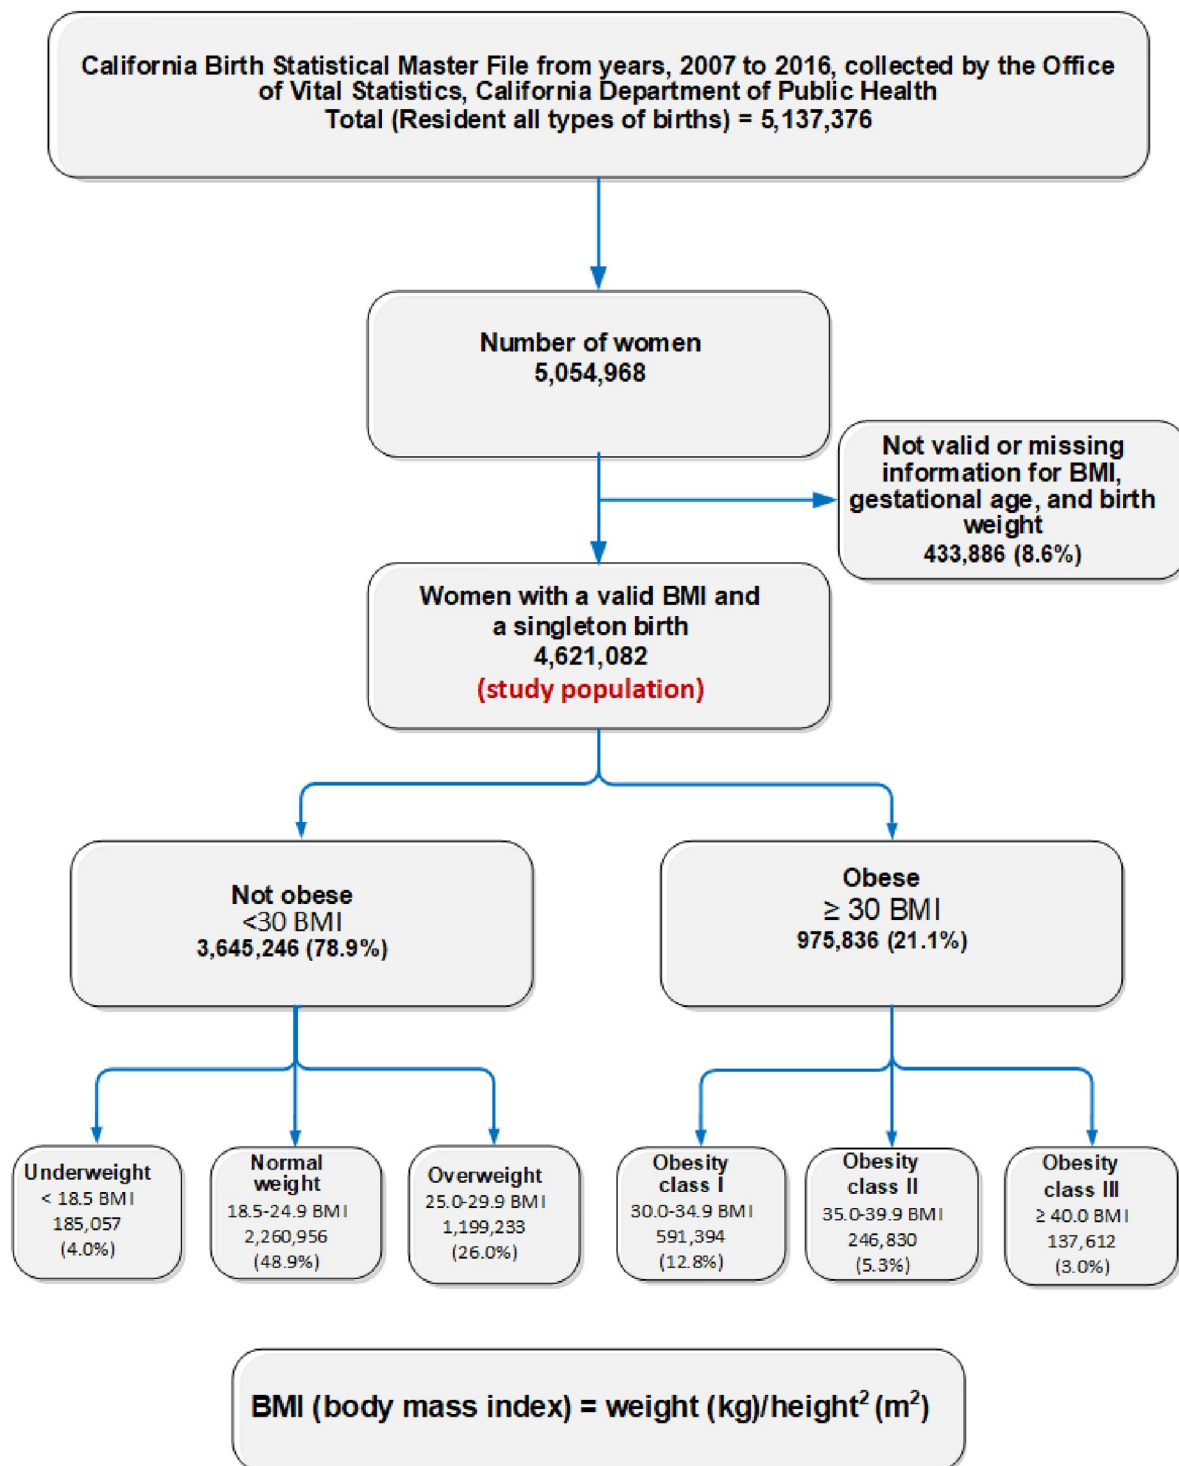 California Birth Statistical Master File from years, 2007 to 2016, collected by the Office
of Vital Statistics, California Department of Public Health
Total (Resident all types of births) = 5,137,376
Number of women
5,054,968
Not valid or missing
information for BMI,
gestational age, and birth
weight
433,886 (8.6%)
Women with a valid BMI and
a singleton birth
4,621,082
(study population)
Not obese
<30 BMI
3,645,246 (78.9%)
Obese
≥ 30 BMI
975,836 (21.1%)
Underweight
< 18.5 BMI
185,057
(4.0%)
Normal
weight
18.5-24.9 BMI
2,260,956
(48.9%)
Overweight
25.0-29.9 BMI
1,199,233
(26.0%)
Obesity
class I
30.0-34.9 BMI
591,394
(12.8%)
Obesity
class II
35.0-39.9 BMI
246,830
(5.3%)
Obesity
class III
≥ 40.0 BMI
137,612
(3.0%)
BMI (body mass index) = weight (kg)/height² (m²)